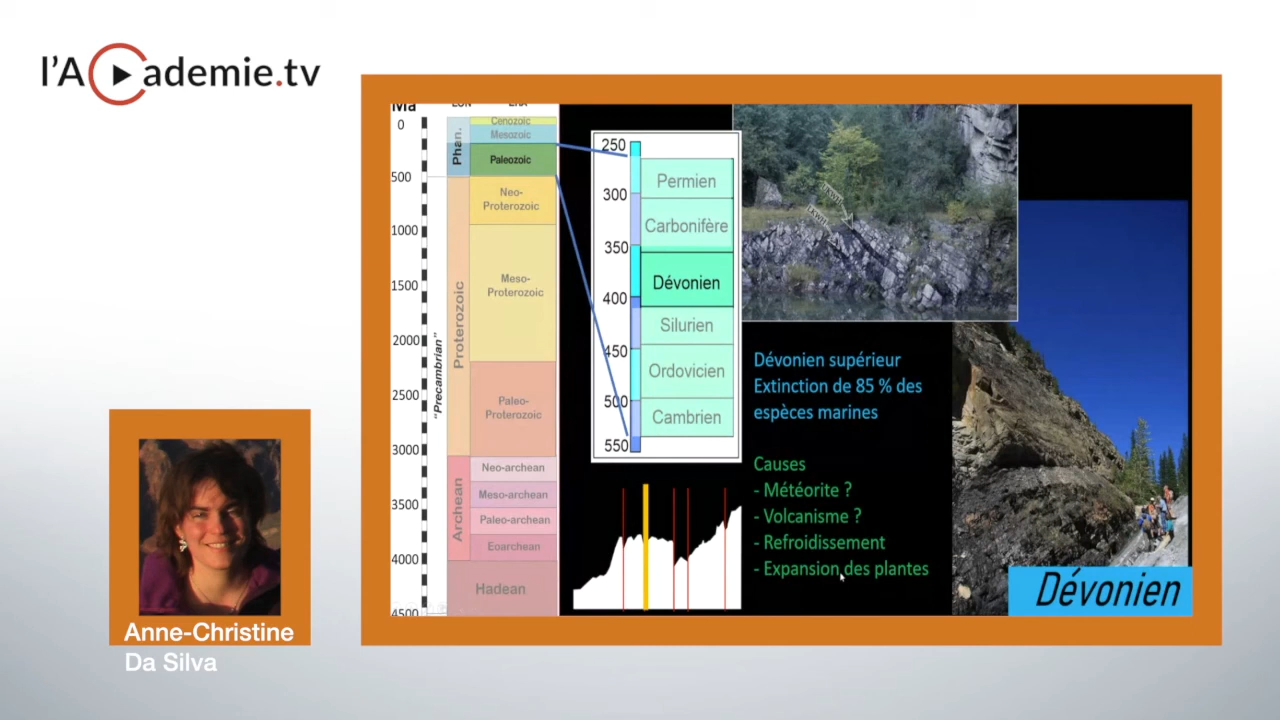 l'Academie.tv
Ma
0
500
1000
1500
2000
2500
3000
3500
4000
4500
"Precambrian"
Phan.
Proterozoic
Archean
Hadean
Cenozoic
Mesozoic
Paleozoic
Neo-
Proterozoic
Meso-
Proterozoic
Paleo-
Proterozoic
Neo-archean
Meso-archean
Paleo-archean
Eoarchean
250
300
350
400
450
500
550
Permien
Carbonifère
Dévonien
Silurien
Ordovicien
Cambrien
UKWH
LKWH
Dévonien supérieur
Extinction de 85 % des
espèces marines
Causes
- Météorite ?
- Volcanisme ?
- Refroidissement
- Expansion des plantes
Dévonien
Anne-Christine
Da Silva